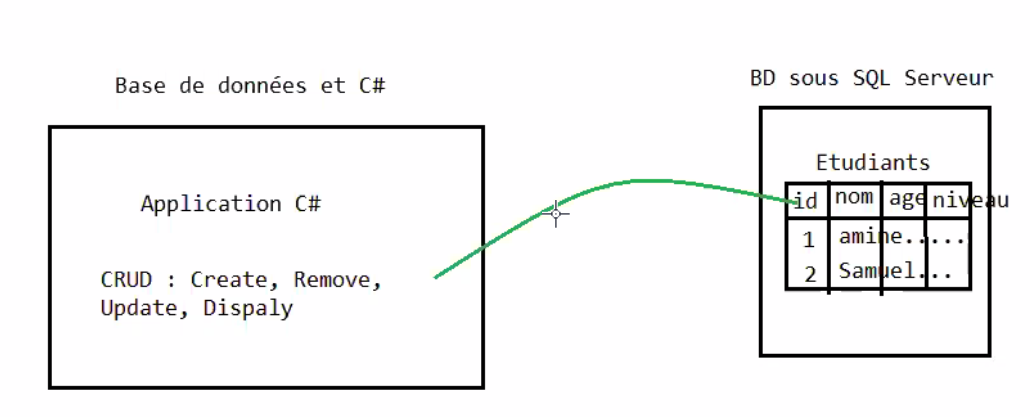 Base de données et C#
BD sous SQL Serveur
Application C#
CRUD : Create, Remove,
Update, Dispaly
Etudiants
id nom age niveau
1 amine.....
2 Samuel...